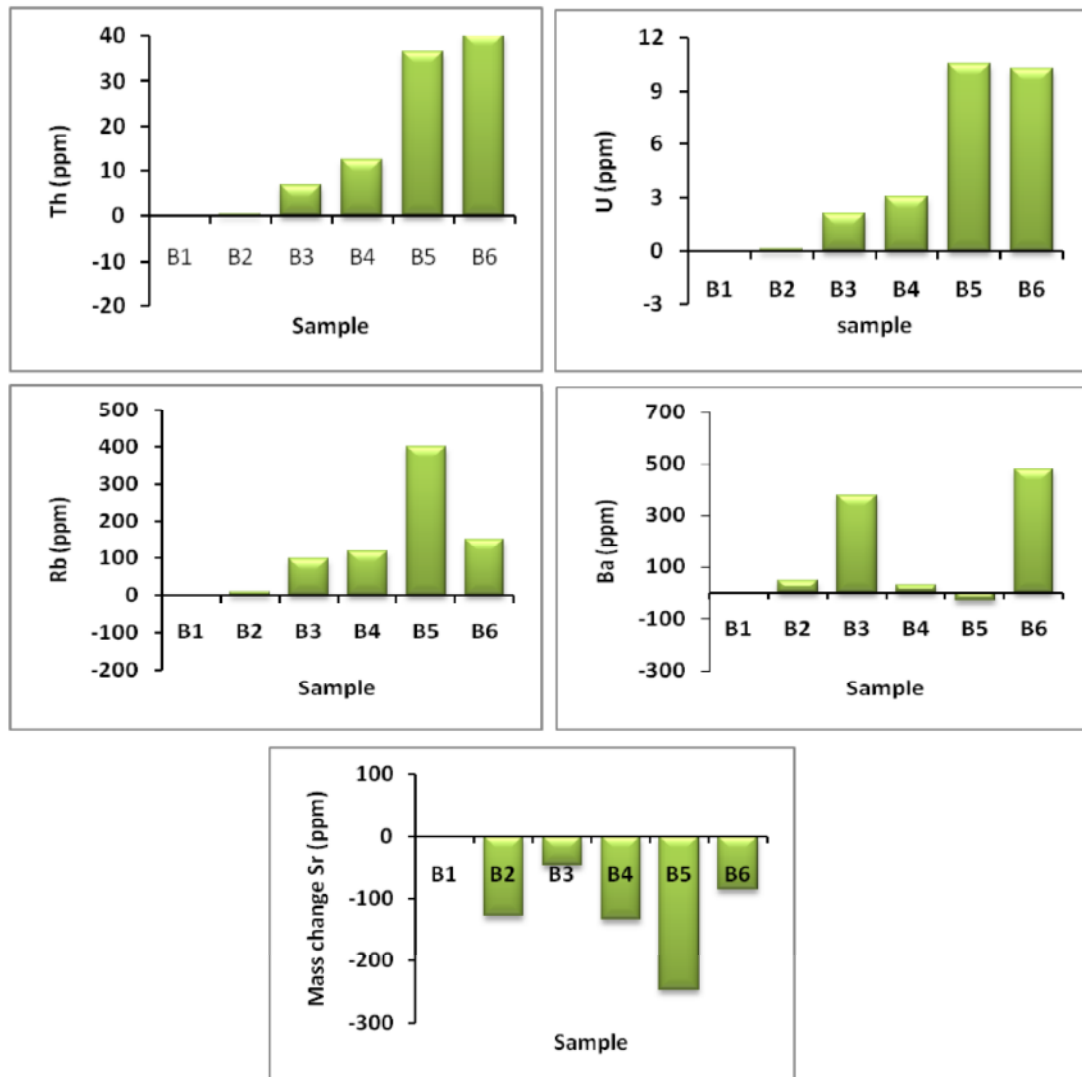 Th (ppm)
40
30
20
10
0
-10
-20
B1 B2 B3 B4 B5 B6
Sample
U (ppm)
12
9
6
3
0
-3
B1 B2 B3 B4 B5 B6
sample
Rb (ppm)
500
400
300
200
100
0
-100
-200
B1 B2 B3 B4 B5 B6
Sample
Ba (ppm)
700
500
300
100
-100
-300
B1 B2 B3 B4 B5 B6
Sample
Mass change Sr (ppm)
100
0
-100
-200
-300
B1 B2 B3 B4 B5 B6
Sample